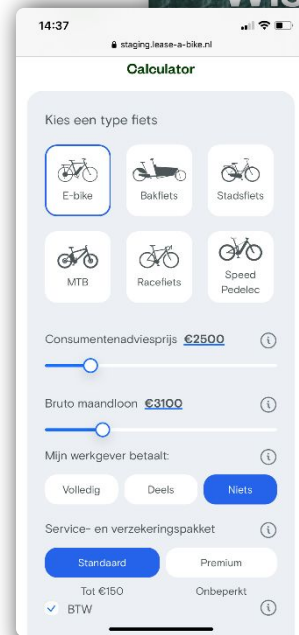 14:37
staging.lease-a-bike.nl
Calculator
Kies een type fiets
E-bike
Bakfiets
Stadsfiets
MTB
Racefiets
Speed
Pedelec
Consumentenadviesprijs €2500
Bruto maandloon €3100
Mijn werkgever betaalt:
Volledig
Deels
Niets
Service- en verzekeringspakket
Standaard
Premium
Tot €150
Onbeperkt
BTW